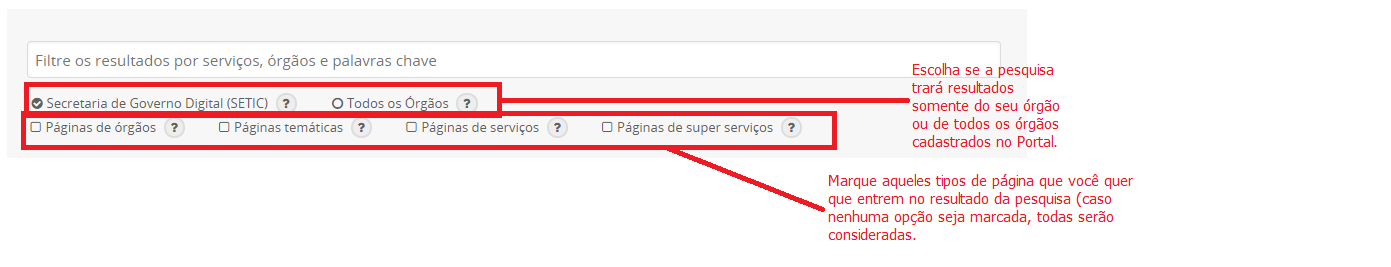 Filtre os resultados por serviços, órgãos e palavras chave
Secretaria de Governo Digital (SETIC) ? Todos os Órgãos ?
Páginas de órgãos ? Páginas temáticas ? Páginas de serviços ? Páginas de super serviços ?
Escolha se a pesquisa
trará resultados
somente do seu órgão
ou de todos os órgãos
cadastrados no Portal.
Marque aqueles tipos de página que você quer
que entrem no resultado da pesquisa (caso
nenhuma opção seja marcada, todas serão
consideradas.